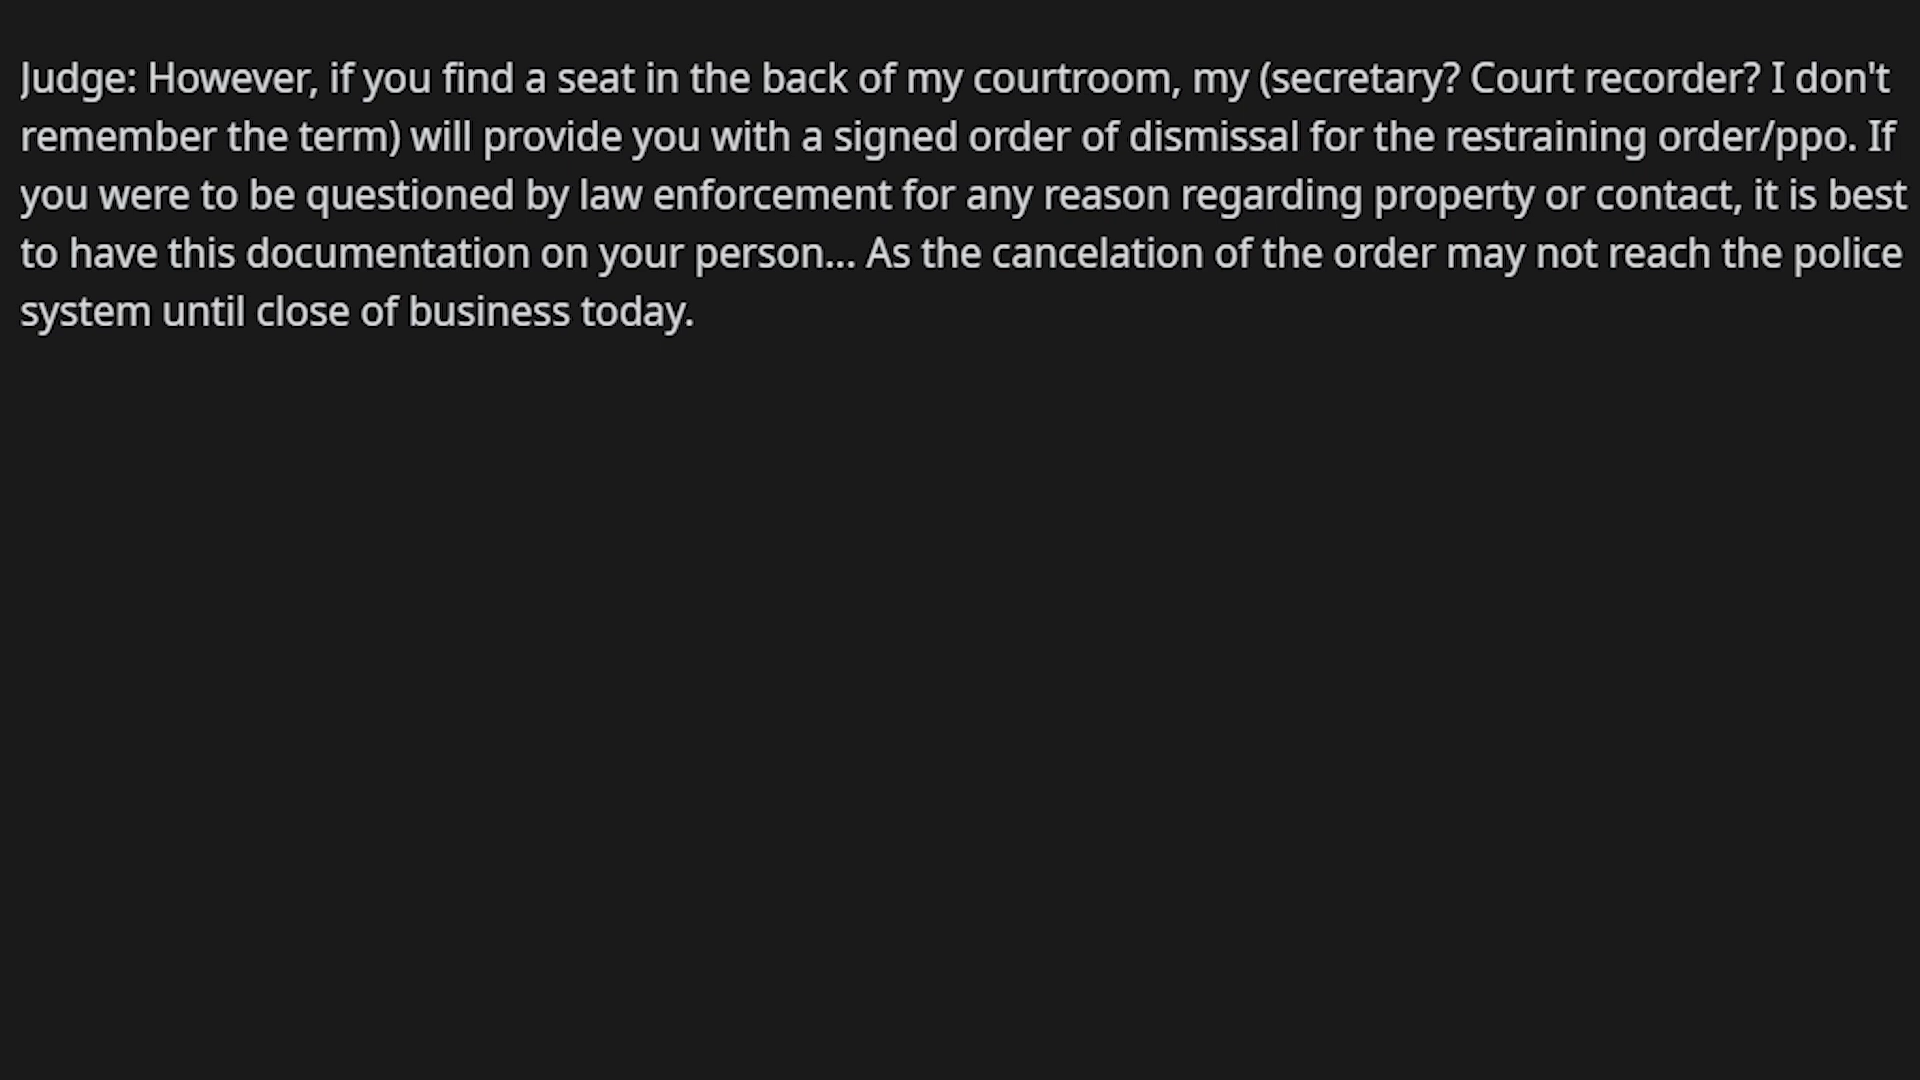 Judge: However, if you find a seat in the back of my courtroom, my (secretary? Court recorder? I don't
remember the term) will provide you with a signed order of dismissal for the restraining order/ppo. If
you were to be questioned by law enforcement for any reason regarding property or contact, it is best
to have this documentation on your person... As the cancelation of the order may not reach the police
system until close of business today.